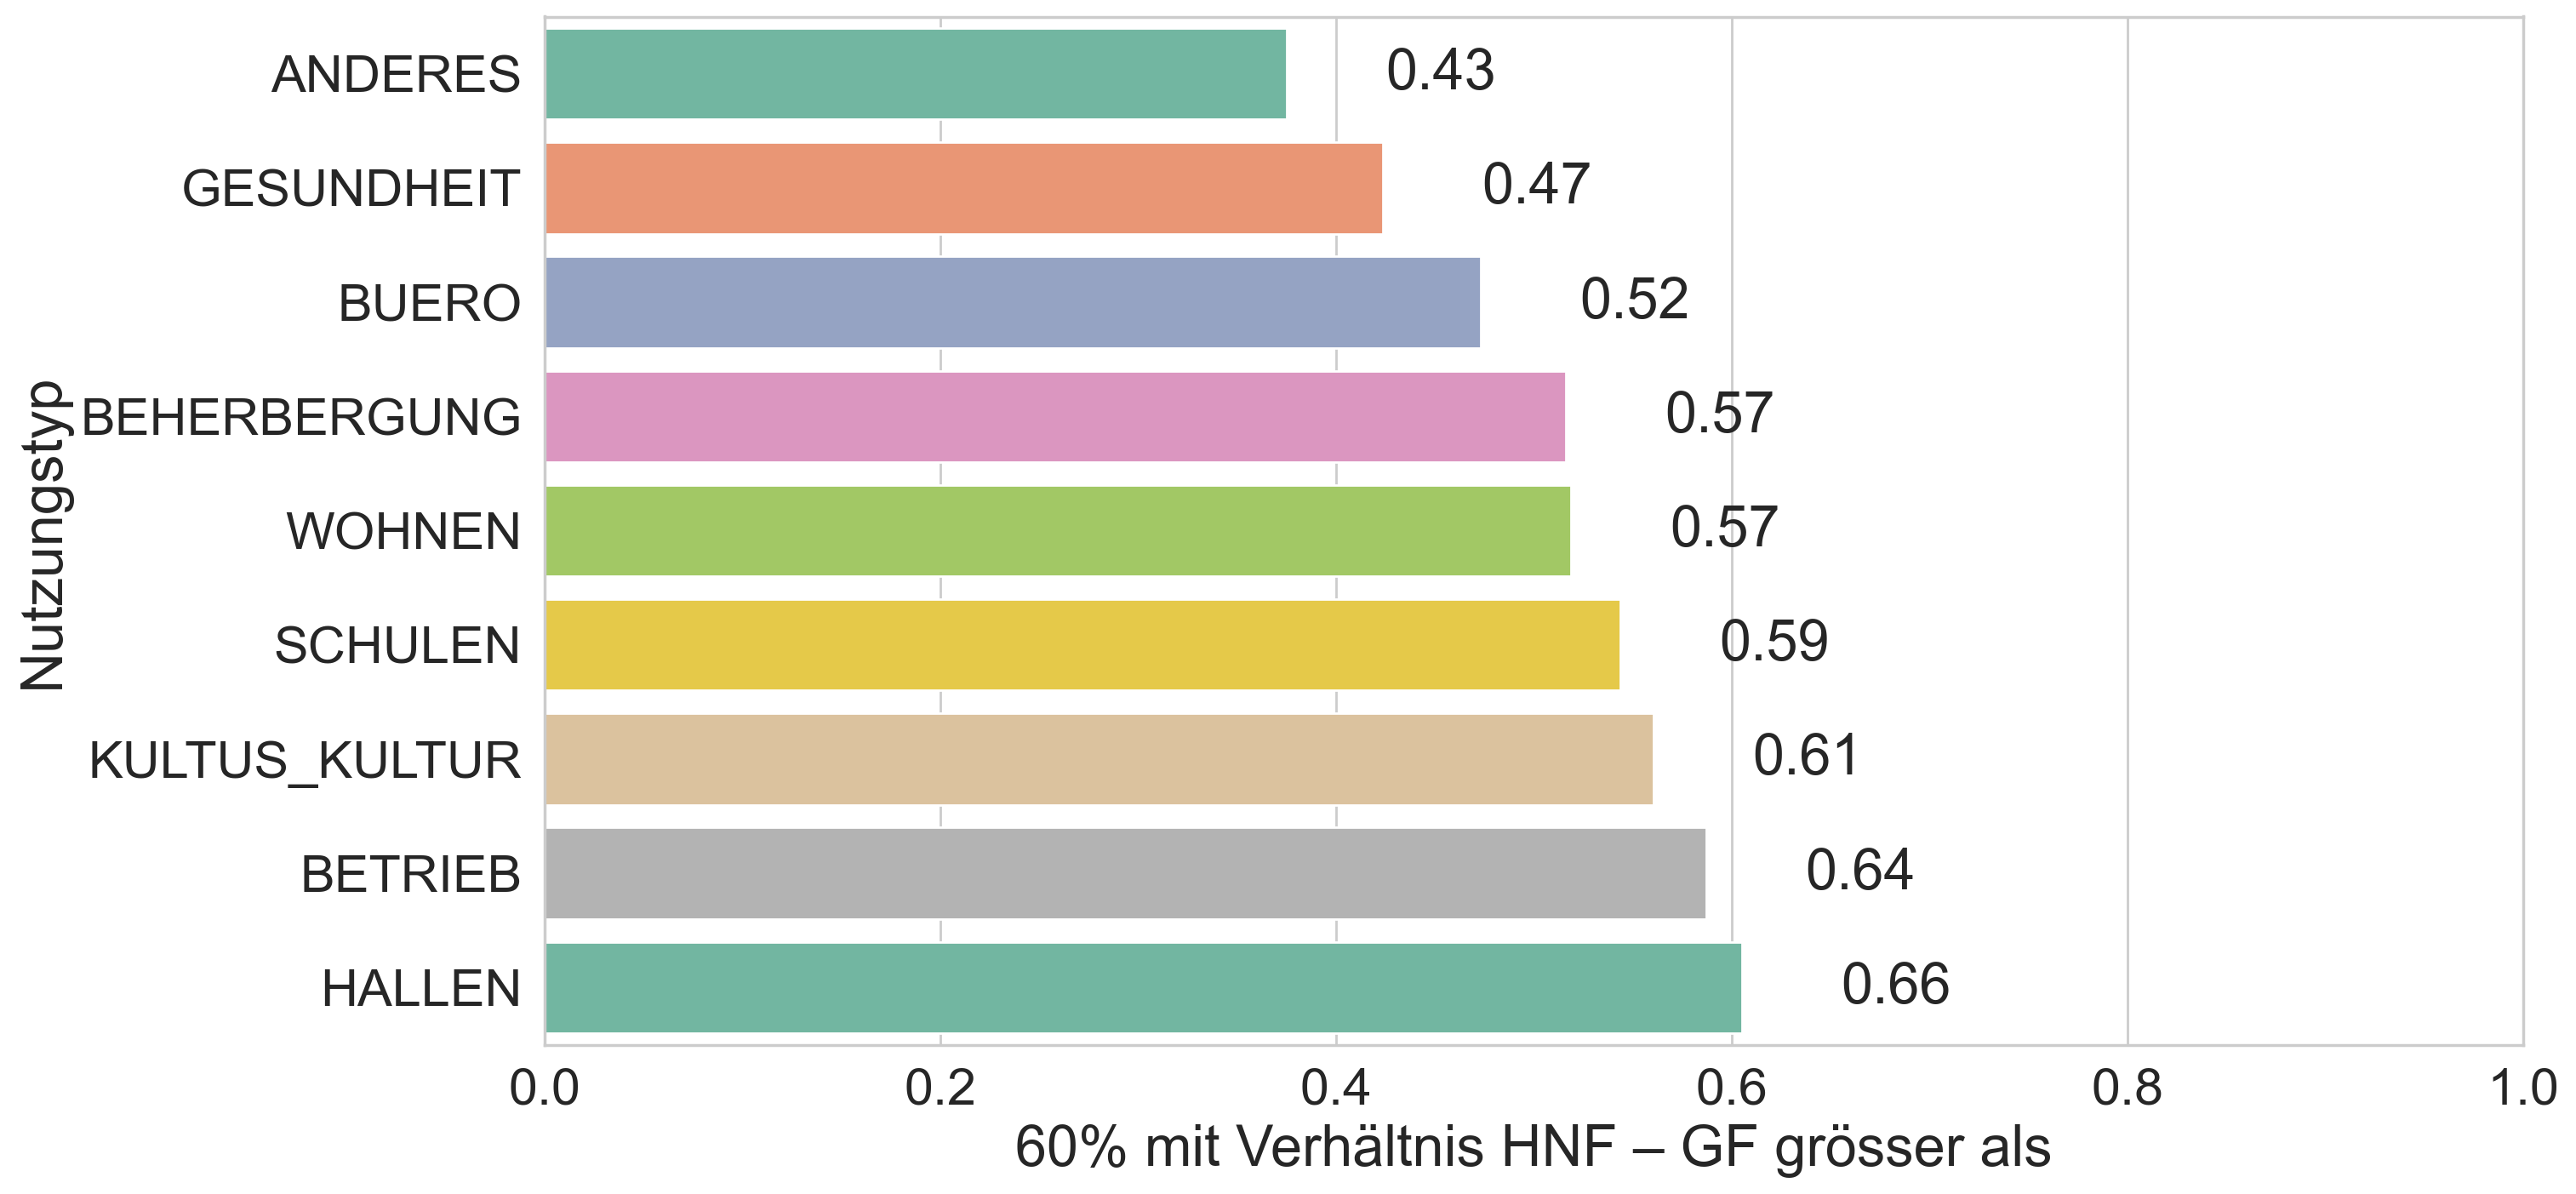 Nutzungstyp
ANDERES 0.43
GESUNDHEIT 0.47
BUERO 0.52
BEHERBERGUNG 0.57
WOHNEN 0.57
SCHULEN 0.59
KULTUS_KULTUR 0.61
BETRIEB 0.64
HALLEN 0.66
0.0 0.2 0.4 0.6 0.8 1.0
60% mit Verhältnis HNF – GF grösser als